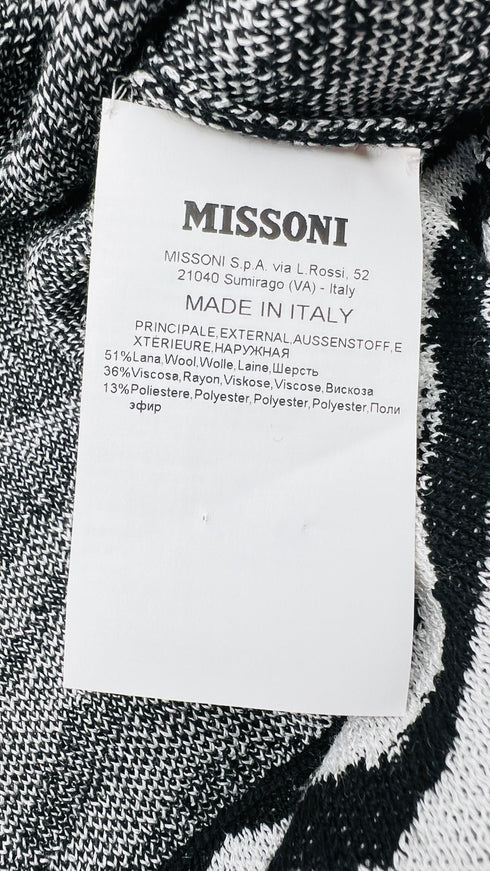 MISSONI
MISSONI S.p.A. via L.Rossi, 52
21040 Sumirago (VA) - Italy
MADE IN ITALY
PRINCIPALE,EXTERNAL,AUSSENSTOFF,E
XTÉRIEURE,НАРУЖНАЯ
51%Lana,Wool,Wolle,Laine,Шерсть
36%Viscosa,Rayon,Viskose,Viscose,Вискоза
13%Poliestere,Polyester,Polyester,Polyester,Поли
эфир